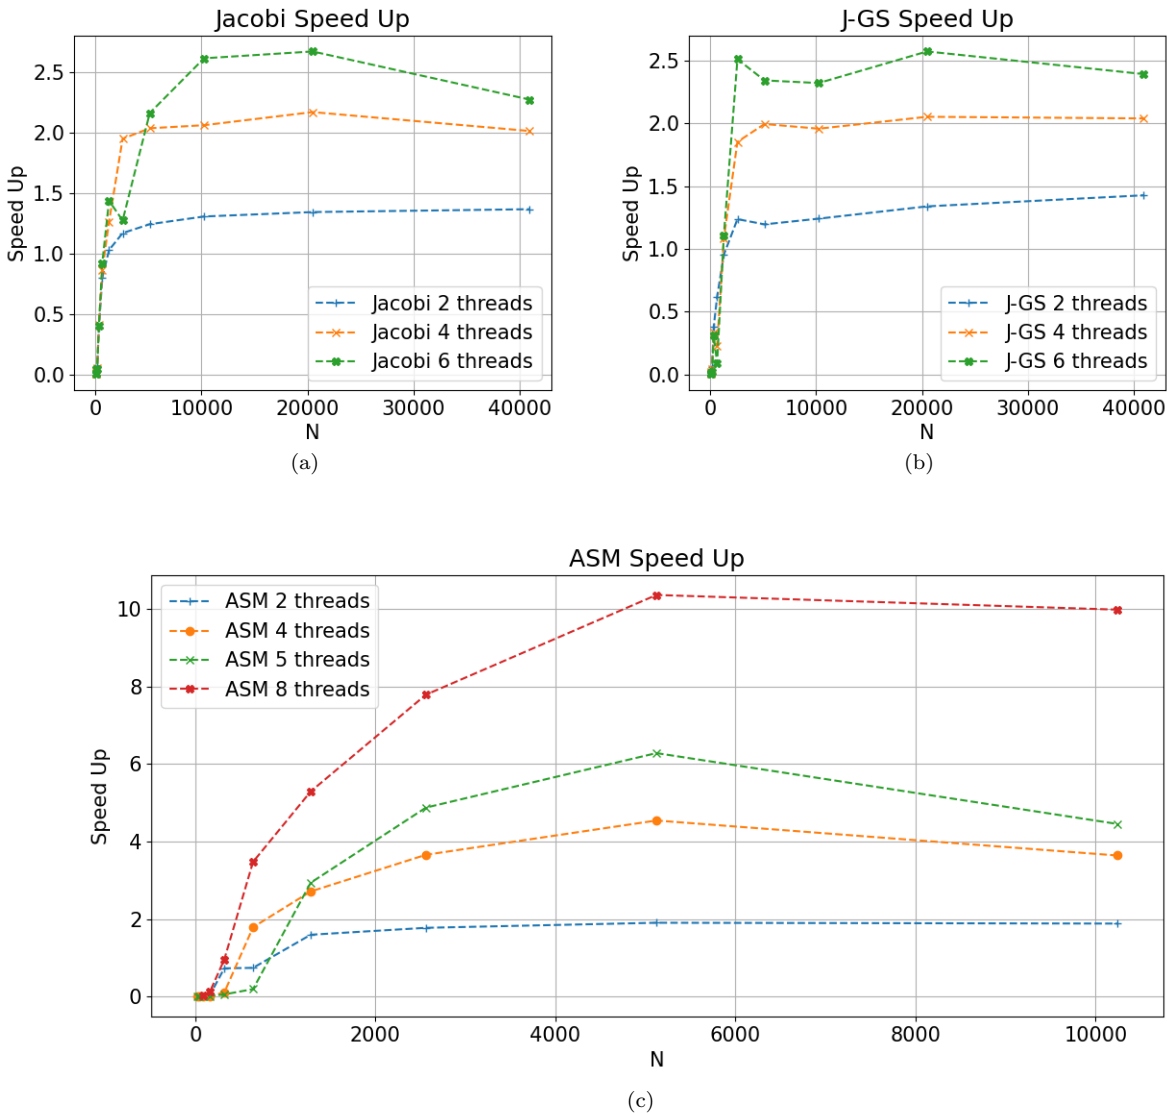 Jacobi Speed Up
Speed Up
2.5
2.0
1.5
1.0
0.5
0.0
Jacobi 2 threads
Jacobi 4 threads
Jacobi 6 threads
0 10000 20000 30000 40000
N
(a)
J-GS Speed Up
Speed Up
2.5
2.0
1.5
1.0
0.5
0.0
J-GS 2 threads
J-GS 4 threads
J-GS 6 threads
0 10000 20000 30000 40000
N
(b)
ASM Speed Up
Speed Up
10
8
6
4
2
0
ASM 2 threads
ASM 4 threads
ASM 5 threads
ASM 8 threads
0 2000 4000 6000 8000 10000
N
(c)